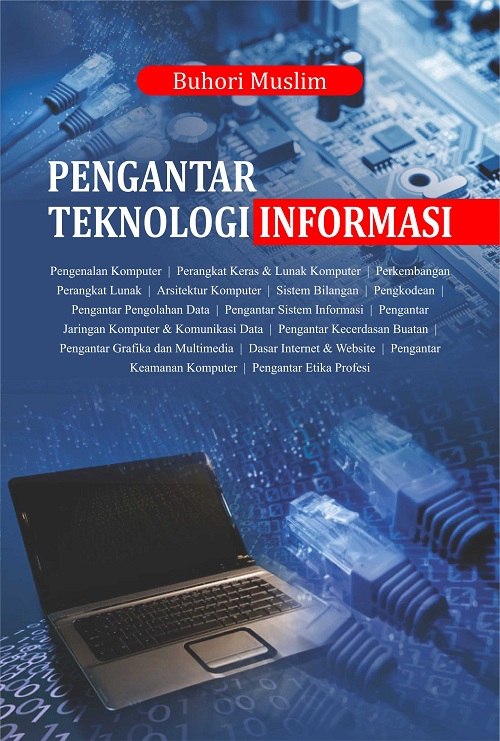 Buhori Muslim
PENGANTAR
TEKNOLOGI INFORMASI
Pengenalan Komputer | Perangkat Keras & Lunak Komputer | Perkembangan
Perangkat Lunak | Arsitektur Komputer | Sistem Bilangan | Pengkodean |
Pengantar Pengolahan Data | Pengantar Sistem Informasi | Pengantar
Jaringan Komputer & Komunikasi Data | Pengantar Kecerdasan Buatan |
Pengantar Grafika dan Multimedia | Dasar Internet & Website | Pengantar
Keamanan Komputer | Pengantar Etika Profesi